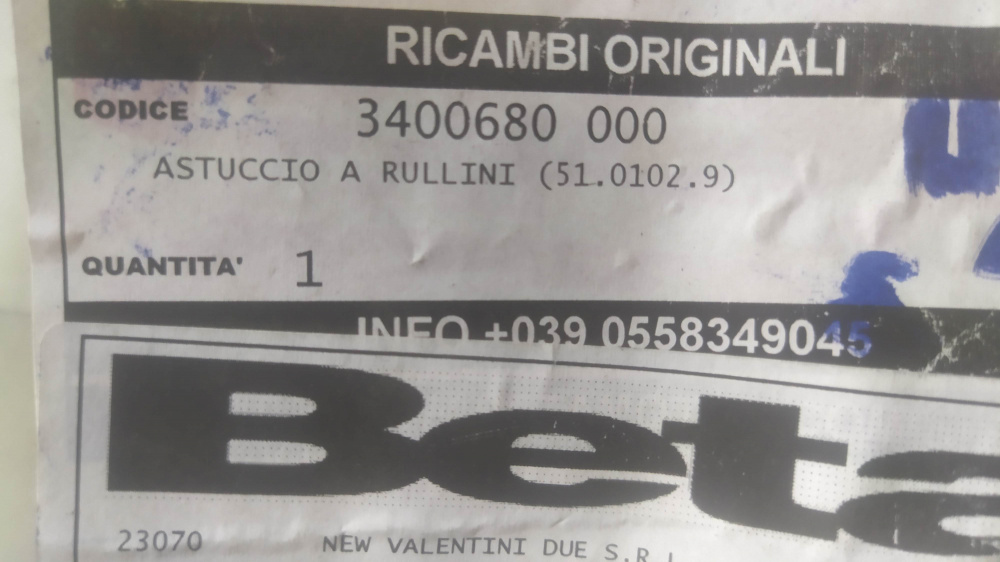 RICAMBI ORIGINALI
CODICE 3400680 000
ASTUCCIO A RULLINI (51.0102.9)
QUANTITA' 1
INFO +039 0558349045
Beta
23070 NEW VALENTINI DUE S.R.L